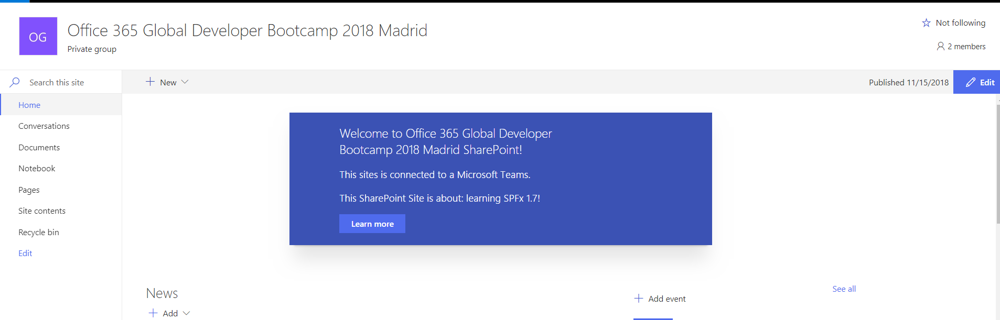 OG
Office 365 Global Developer Bootcamp 2018 Madrid
Private group
Not following
2 members
Search this site
New
Published 11/15/2018
Edit
Home
Conversations
Documents
Notebook
Pages
Site contents
Recycle bin
Edit
Welcome to Office 365 Global Developer
Bootcamp 2018 Madrid SharePoint!
This sites is connected to a Microsoft Teams.
This SharePoint Site is about: learning SPFx 1.7!
Learn more
News
Add
See all
Add event